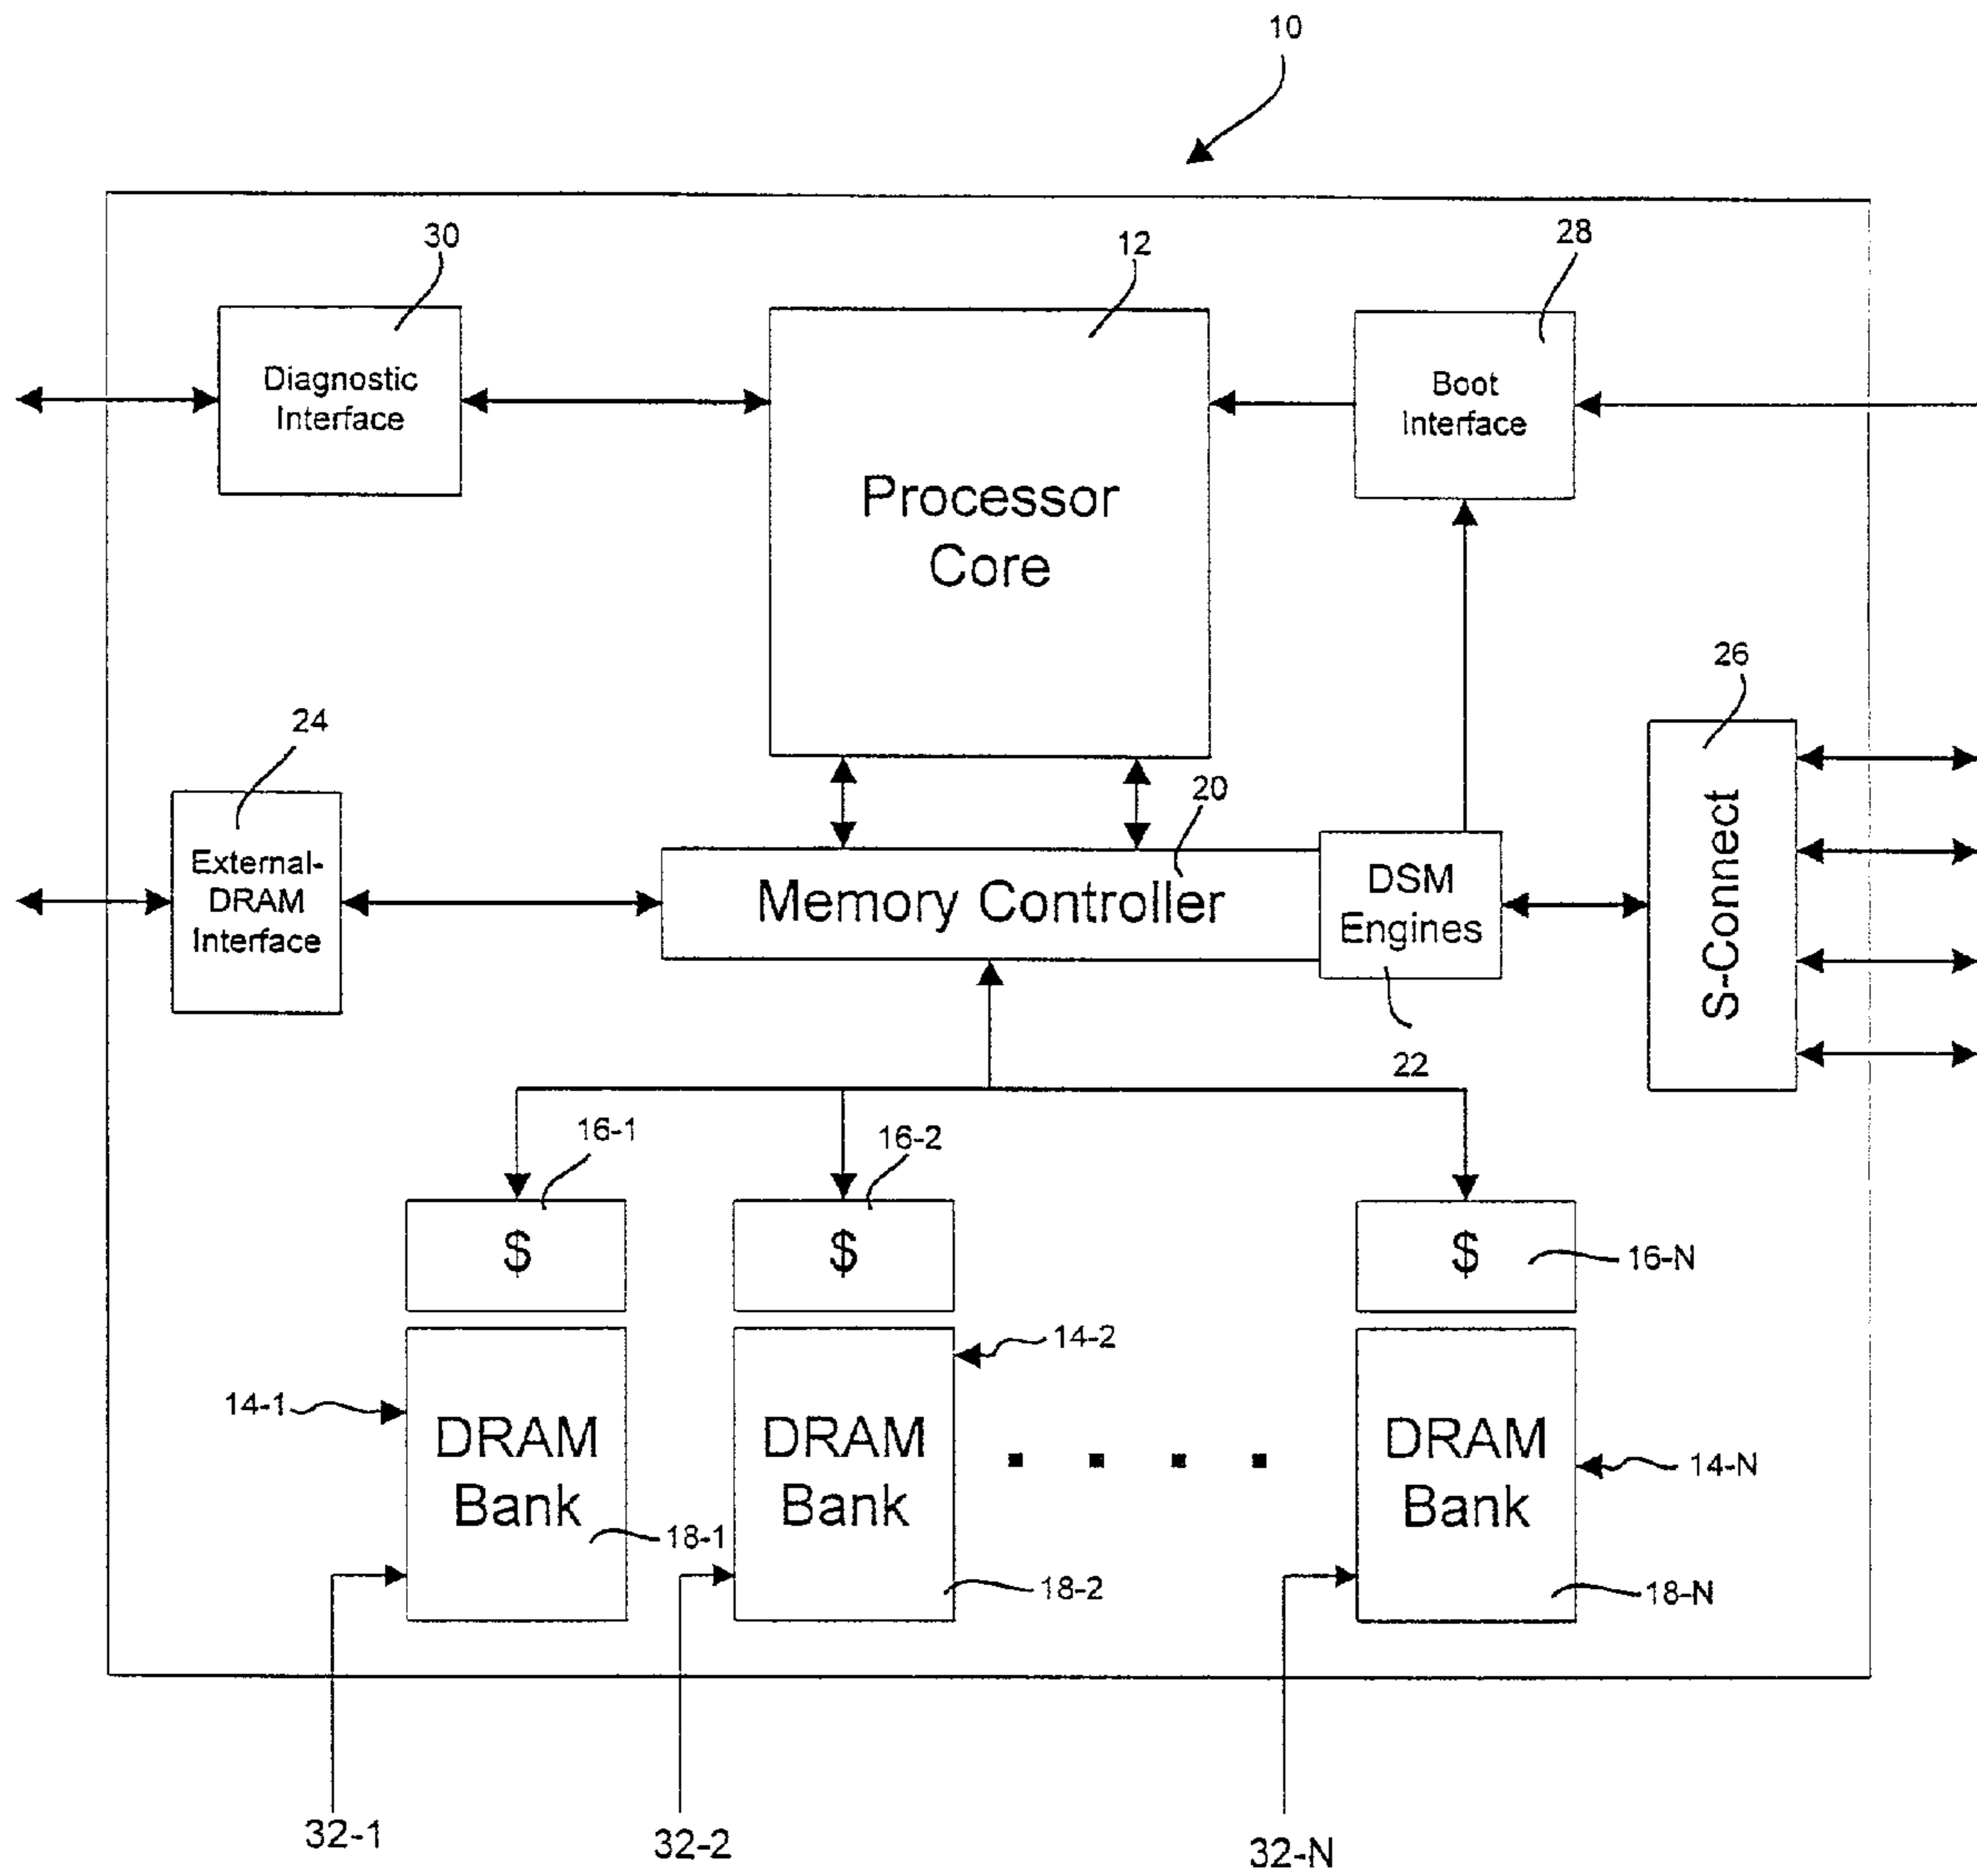 10
30
12
28
Diagnostic
Interface
Processor
Core
Boot
Interface
26
24
20
External-
DRAM
Interface
Memory Controller
DSM
Engines
S-Connect
22
16-1
16-2
$
$
$
16-N
14-1
14-2
DRAM
Bank
DRAM
Bank
DRAM
Bank
14-N
18-1
18-2
18-N
32-1
32-2
32-N